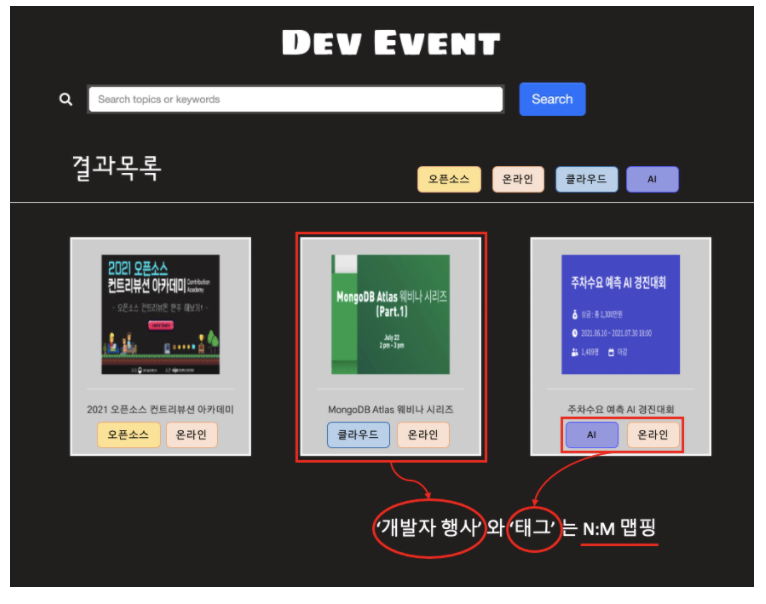 DEV EVENT
Search topics or keywords
Search
결과목록
오픈소스 온라인 클라우드 AI
2021 오픈소스
컨트리뷰션 아카데미 Contribution Academy
- 오픈소스 컨트리뷰톤 한주 해보자! -
2021 오픈소스 컨트리뷰션 아카데미
오픈소스 온라인
MongoDB Atlas 웨비나 시리즈
(Part.1)
July 22
2 pm - 3 pm
MongoDB Atlas 웨비나 시리즈
클라우드 온라인
주차수요 예측 AI 경진대회
상금 : 총 1,300만원
2021.06.10 ~ 2021.07.30 18:00
1,409명 마감
주차수요 예측 AI 경진대회
AI 온라인
'개발자 행사' 와 '태그' 는 N:M 맵핑